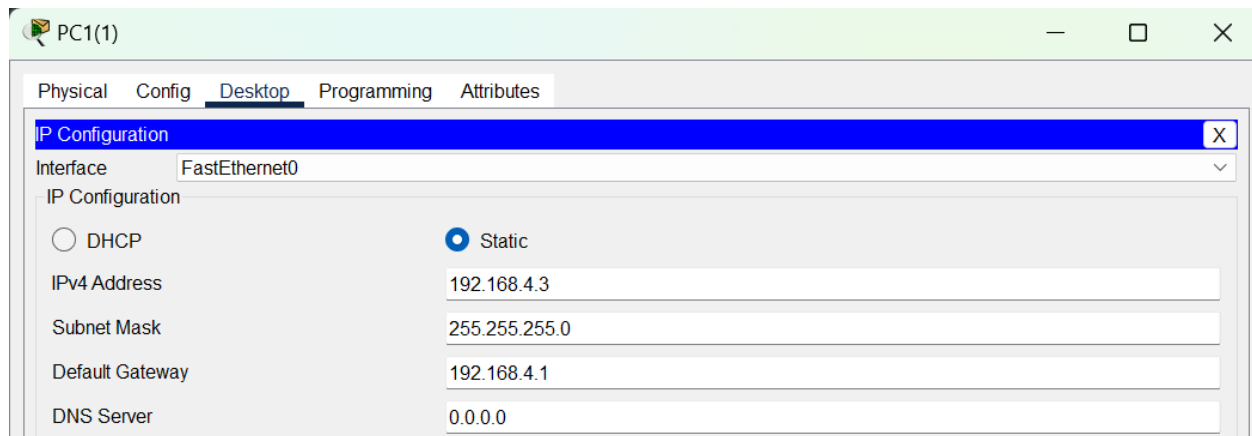 PC1(1)
Physical Config Desktop Programming Attributes
IP Configuration X
Interface FastEthernet0
IP Configuration
DHCP Static
IPv4 Address 192.168.4.3
Subnet Mask 255.255.255.0
Default Gateway 192.168.4.1
DNS Server 0.0.0.0